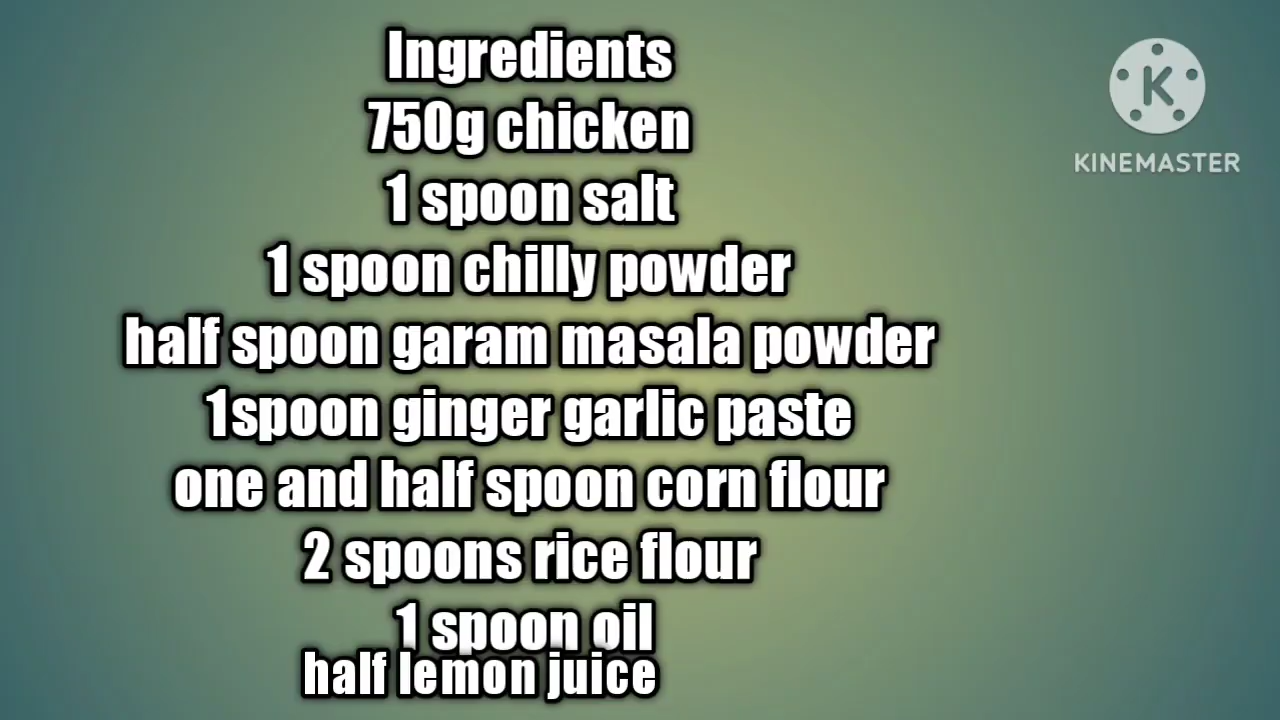 Ingredients
750g chicken
1 spoon salt
1 spoon chilly powder
half spoon garam masala powder
1spoon ginger garlic paste
one and half spoon corn flour
2 spoons rice flour
1 spoon oil
half lemon juice
K
KINEMASTER